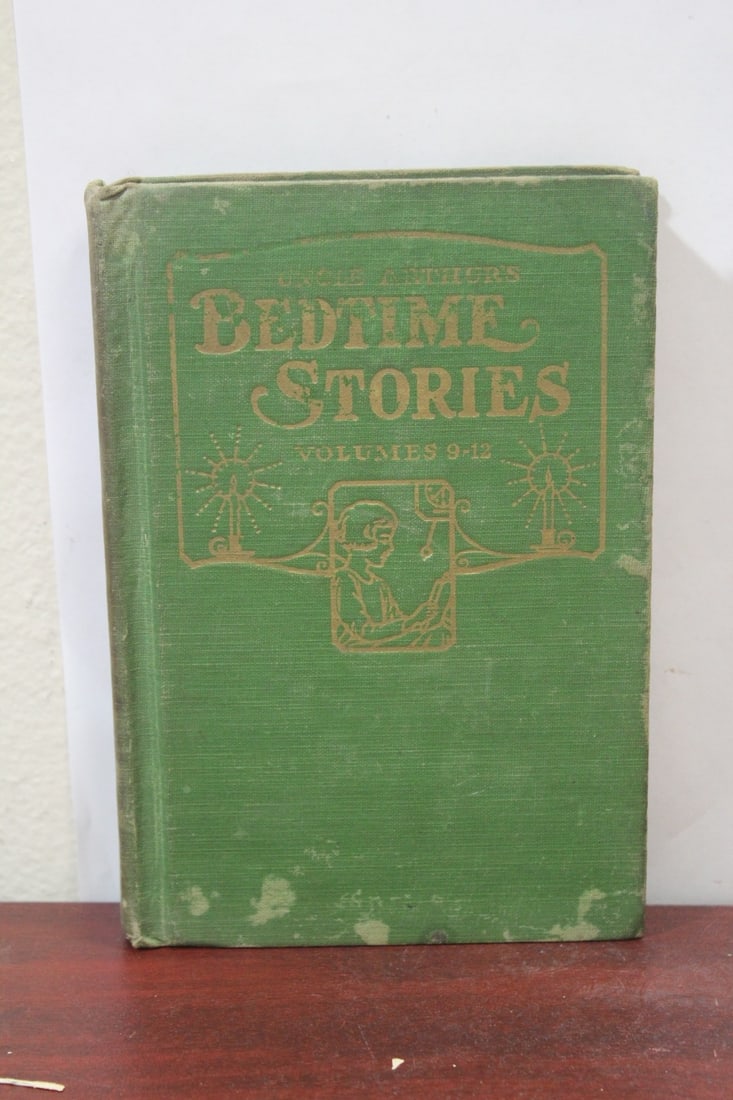 UNCLE ARTHUR'S
BEDTIME
STORIES
VOLUMES 9-12